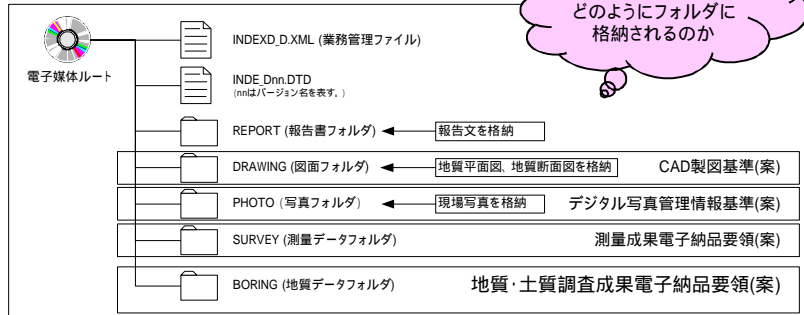 どのようにフォルダに
格納されるのか
電子媒体ルート
INDEXD_D.XML (業務管理ファイル)
INDE_Dnn.DTD
(nnはバージョン名を表す。)
REPORT (報告書フォルダ) 報告文を格納
DRAWING (図面フォルダ) 地質平面図、地質断面図を格納 CAD製図基準(案)
PHOTO (写真フォルダ) 現場写真を格納 デジタル写真管理情報基準(案)
SURVEY (測量データフォルダ) 測量成果電子納品要領(案)
BORING (地質データフォルダ) 地質・土質調査成果電子納品要領(案)